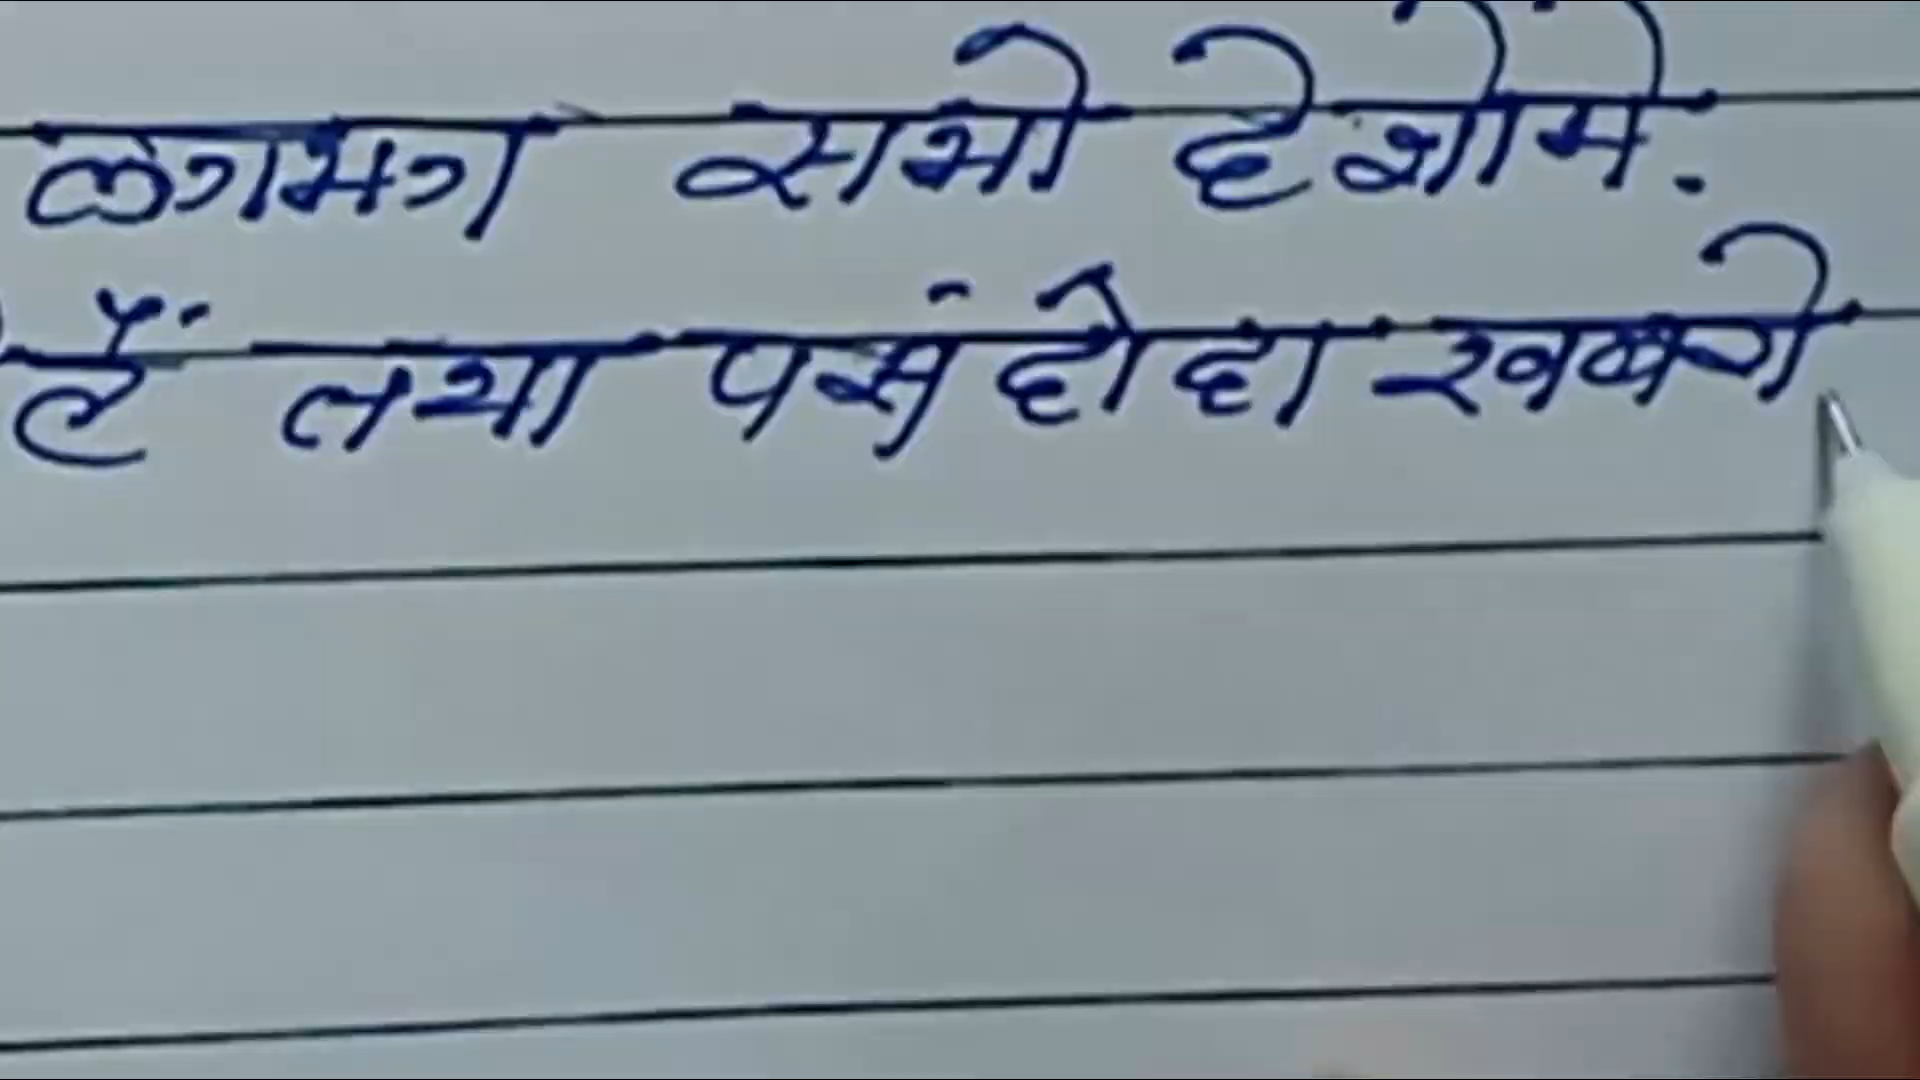 लगभग सभी देशों में
हैं तथा पसंदीदा